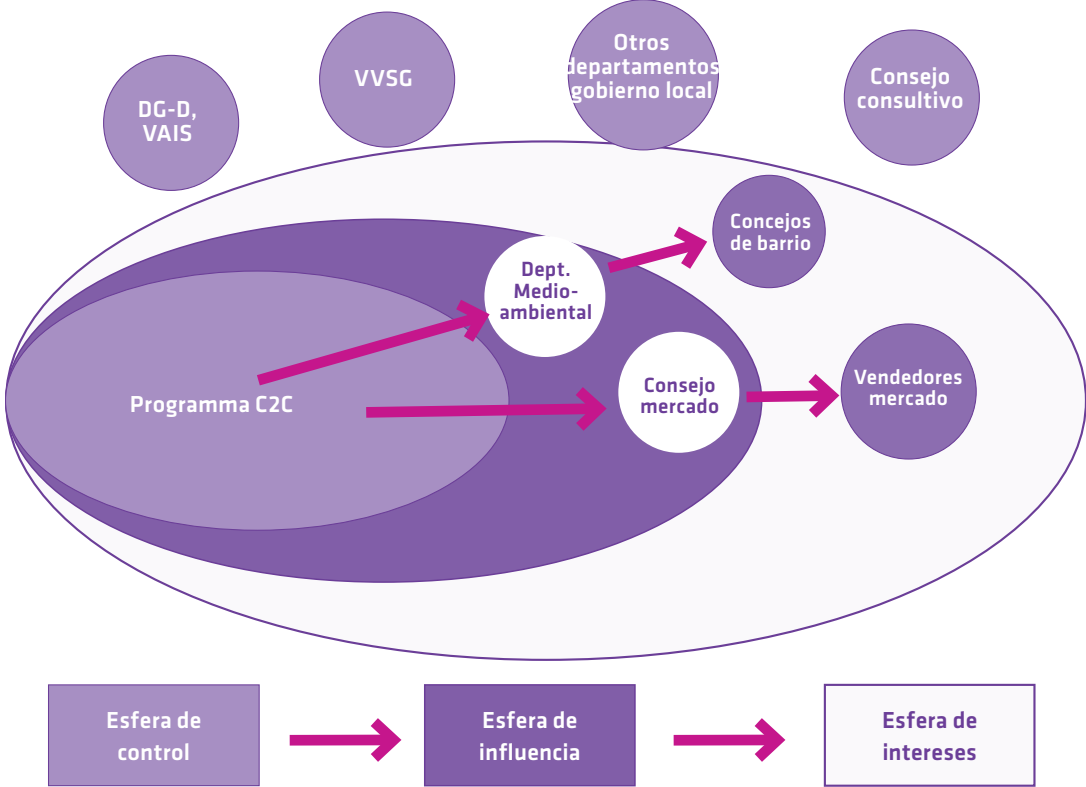 DG-D,
VAIS
VVSG
Otros
departamentos
gobierno local
Consejo
consultivo
Concejos
de barrio
Dept.
Medio-
ambiental
Programa C2C
Consejo
mercado
Vendedores
mercado
Esfera de
control
Esfera de
influencia
Esfera de
intereses